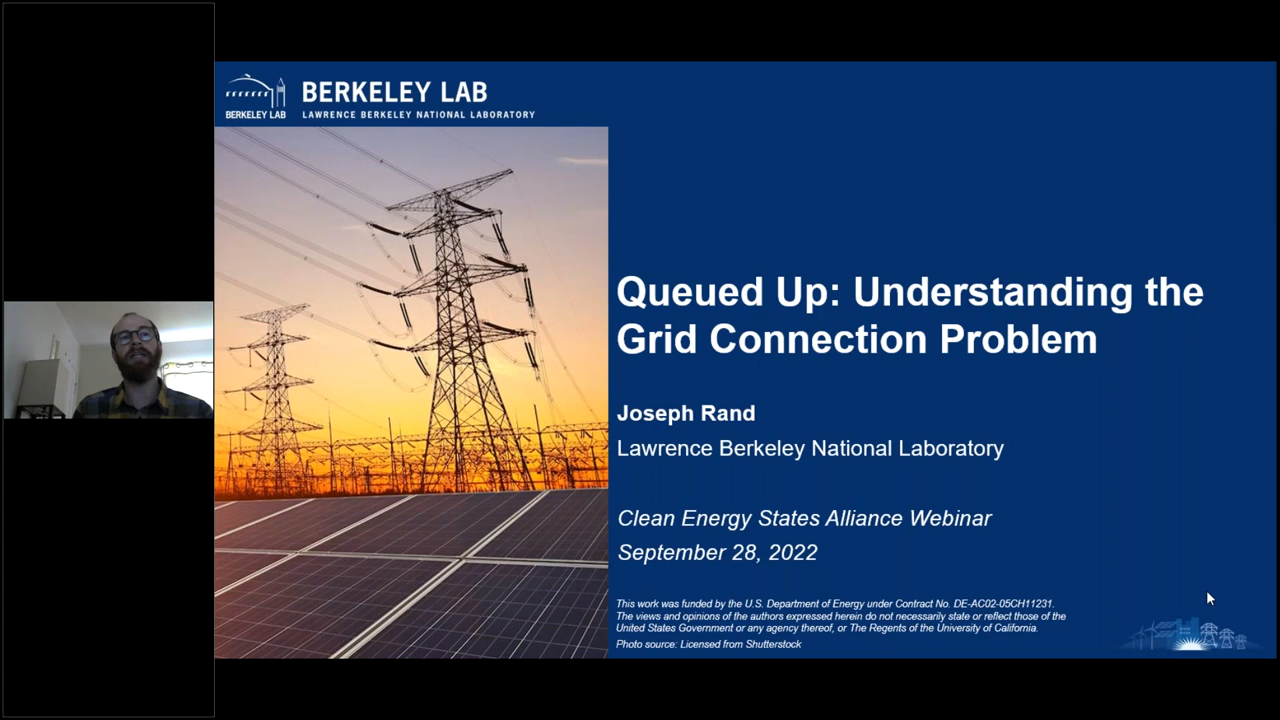 BERKELEY LAB
BERKELEY LAB
LAWRENCE BERKELEY NATIONAL LABORATORY
Queued Up: Understanding the
Grid Connection Problem
Joseph Rand
Lawrence Berkeley National Laboratory
Clean Energy States Alliance Webinar
September 28, 2022
This work was funded by the U.S. Department of Energy under Contract No. DE-AC02-05CH11231.
The views and opinions of the authors expressed herein do not necessarily state or reflect those of the
United States Government or any agency thereof, or The Regents of the University of California.
Photo source: Licensed from Shutterstock